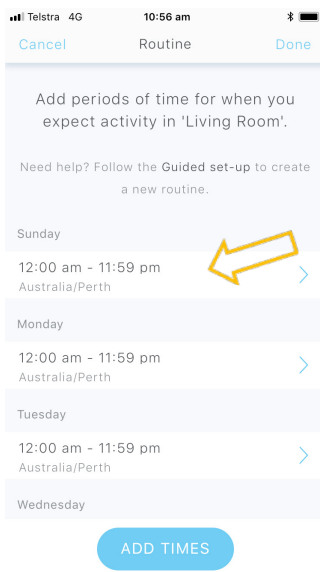 Telstra 4G 10:56 am
Cancel Routine Done
Add periods of time for when you
expect activity in 'Living Room'.
Need help? Follow the Guided set-up to create
a new routine.
Sunday
12:00 am - 11:59 pm
Australia/Perth
Monday
12:00 am - 11:59 pm
Australia/Perth
Tuesday
12:00 am - 11:59 pm
Australia/Perth
Wednesday
ADD TIMES